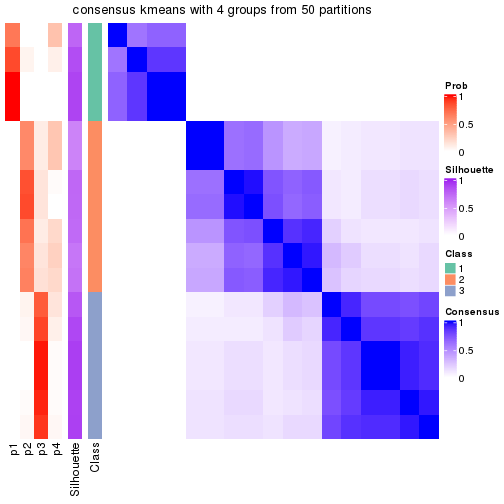 consensus kmeans with 4 groups from 50 partitions
Prob
1
0.5
0
Silhouette
1
0.5
0
Class
1
2
3
Consensus
1
0.5
0
p1
p2
p3
p4
Silhouette
Class